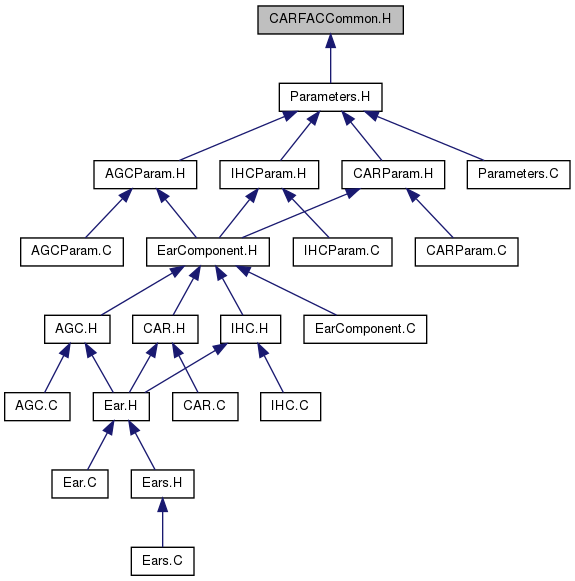 CARFACCommon.H
Parameters.H
AGCParam.H
IHCParam.H
CARParam.H
Parameters.C
AGCParam.C
EarComponent.H
IHCParam.C
CARParam.C
AGC.H
CAR.H
IHC.H
EarComponent.C
AGC.C
Ear.H
CAR.C
IHC.C
Ear.C
Ears.H
Ears.C